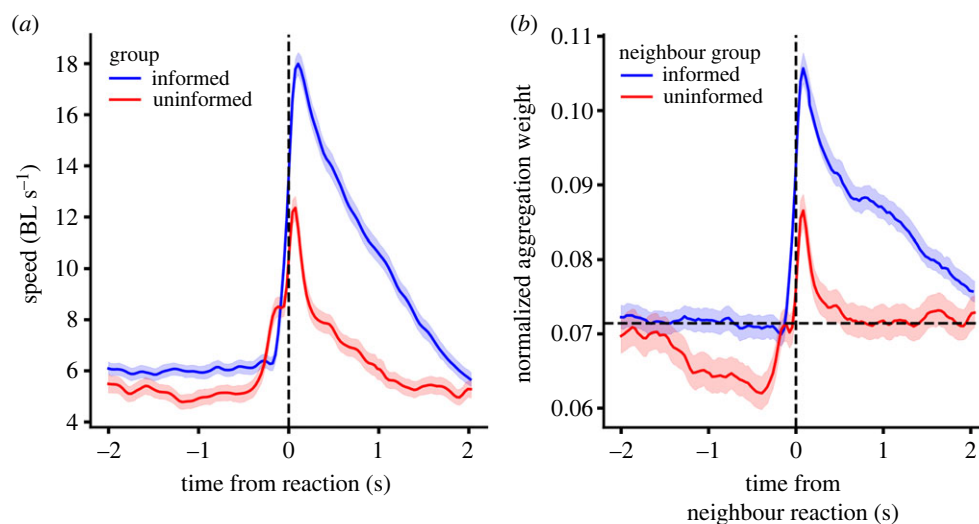 (a)
group
informed
uninformed
18
16
14
12
10
8
6
4
speed (BL s⁻¹)
–2
–1
0
1
2
time from reaction (s)
(b)
neighbour group
informed
uninformed
0.11
0.10
0.09
0.08
0.07
0.06
normalized aggregation weight
–2
–1
0
1
2
time from
neighbour reaction (s)